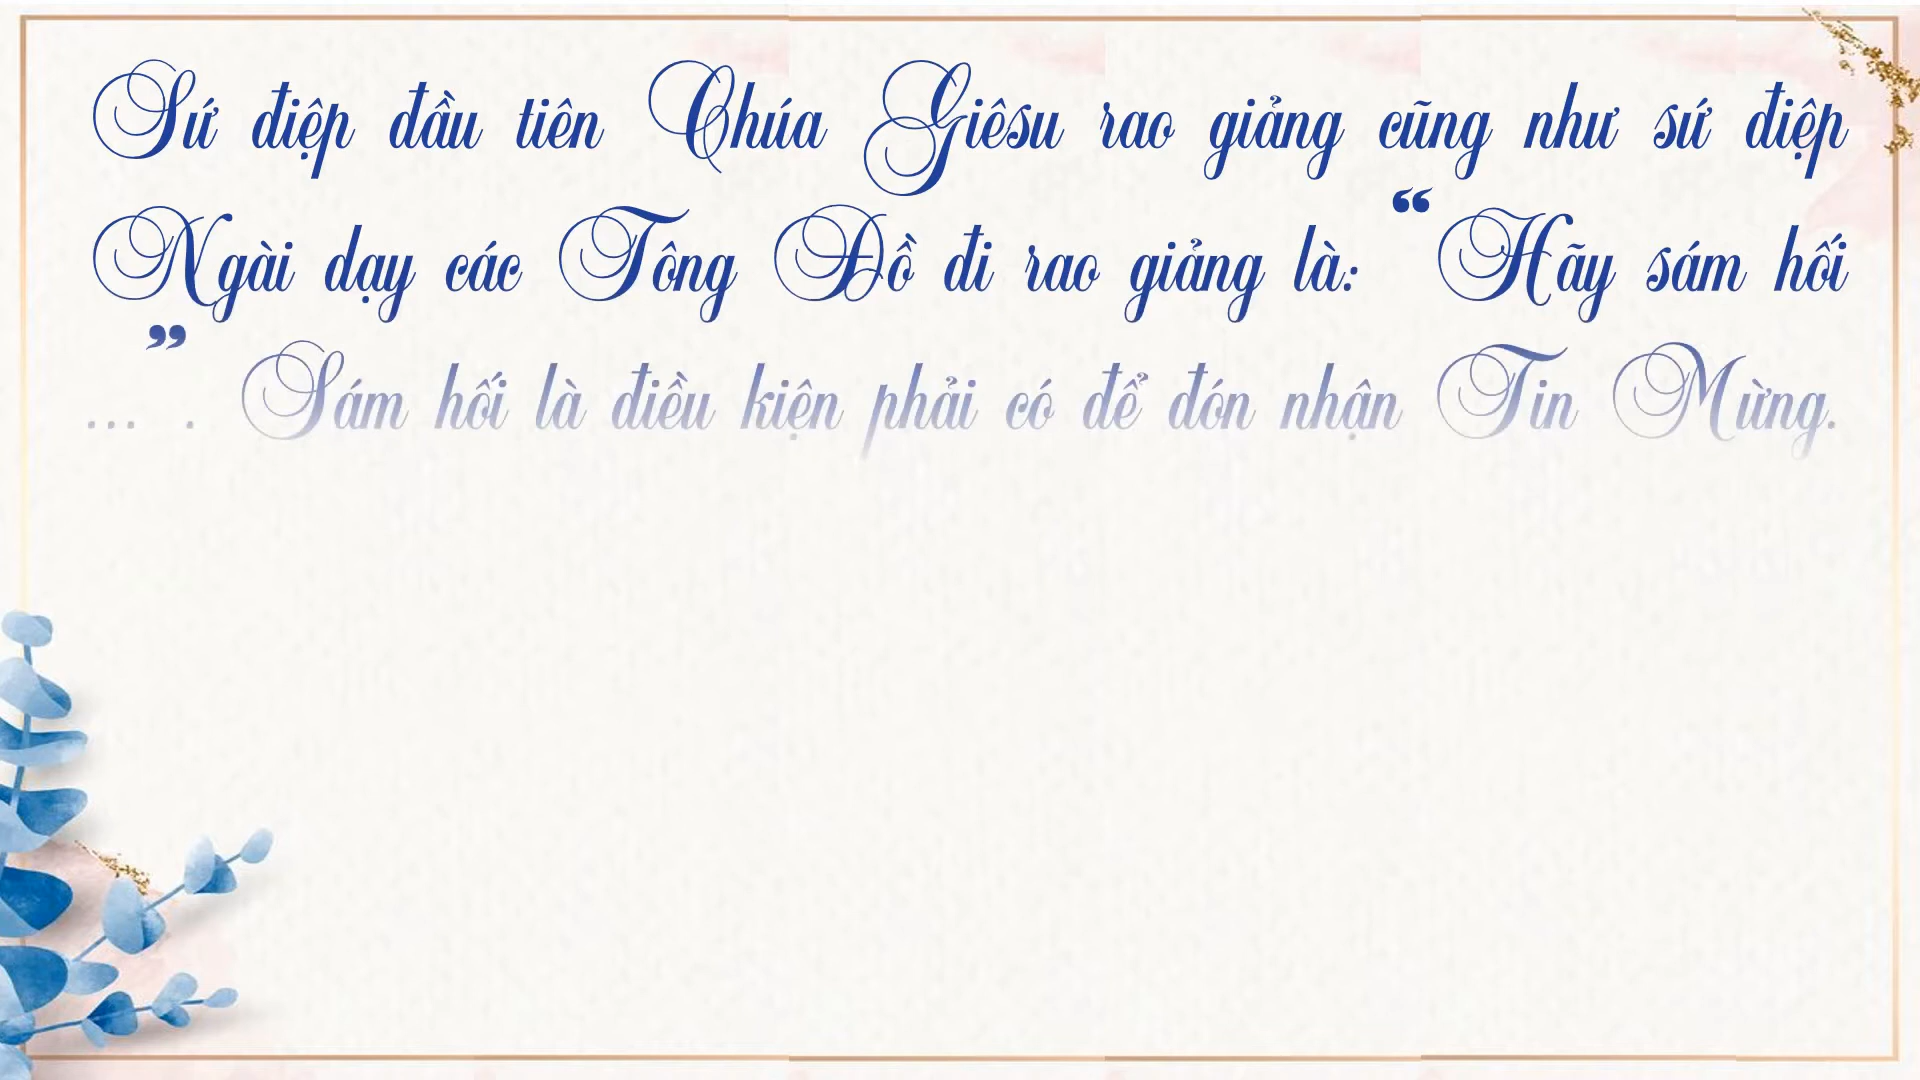 Sứ điệp đầu tiên Chúa Giêsu rao giảng cũng như sứ điệp
Ngài dạy các Tông Đồ đi rao giảng là: “Hãy sám hối
...”. Sám hối là điều kiện phải có để đón nhận Tin Mừng.